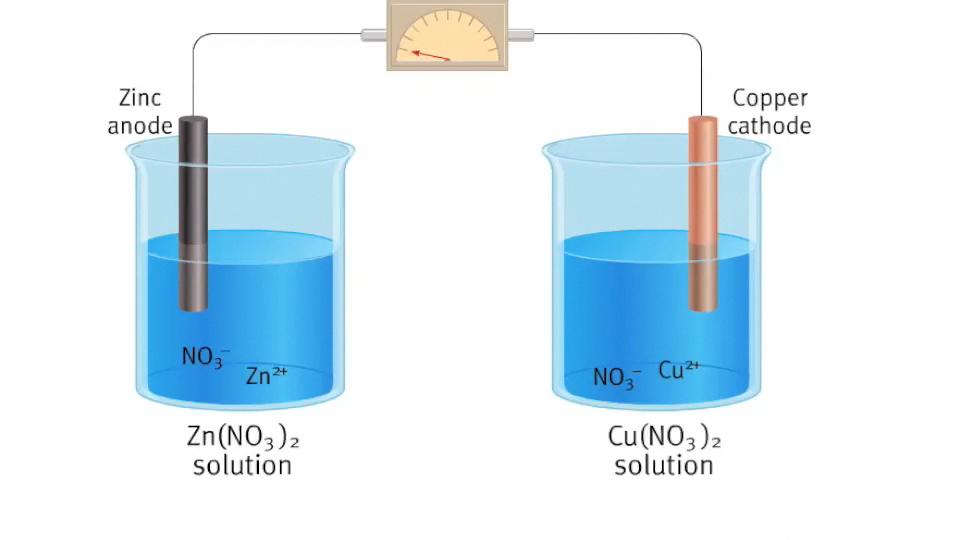 Zinc
anode
Copper
cathode
NO₃⁻
Zn²⁺
NO₃⁻
Cu²⁺
Zn(NO₃)₂
solution
Cu(NO₃)₂
solution